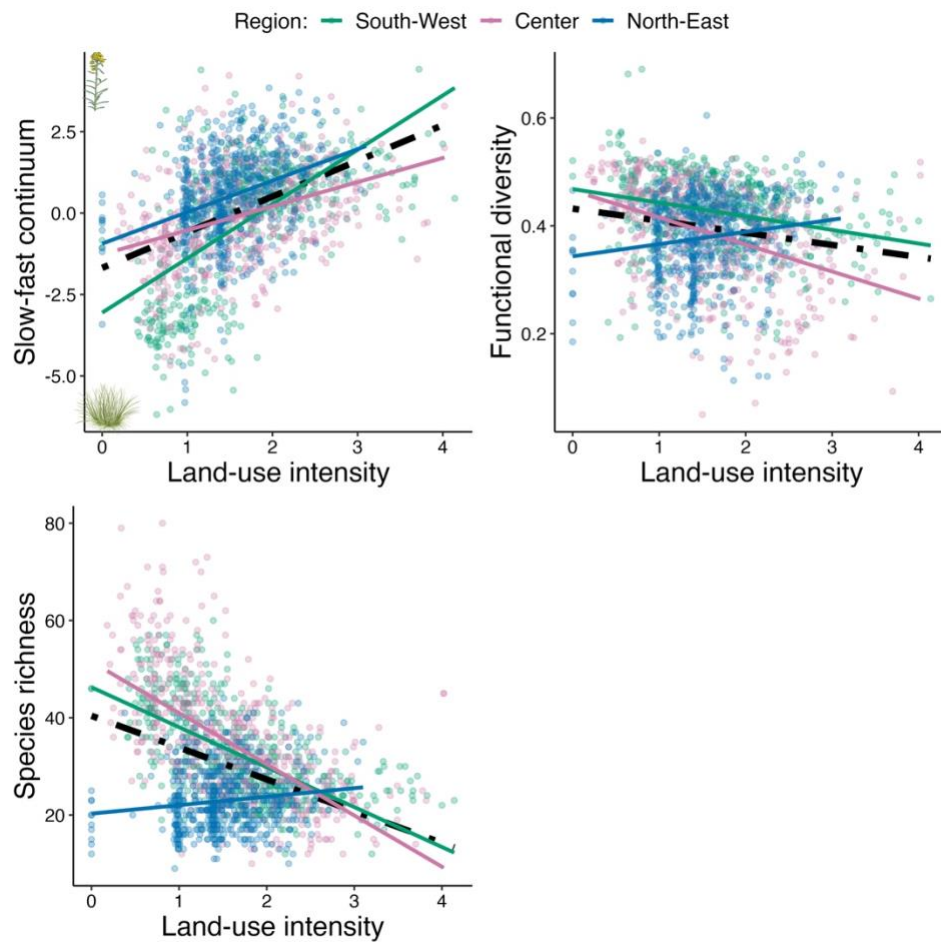 Region: South-West Center North-East
Slow-fast continuum
2.5
0.0
-2.5
-5.0
0 1 2 3 4
Land-use intensity
Functional diversity
0.6
0.4
0.2
0 1 2 3 4
Land-use intensity
Species richness
80
60
40
20
0 1 2 3 4
Land-use intensity